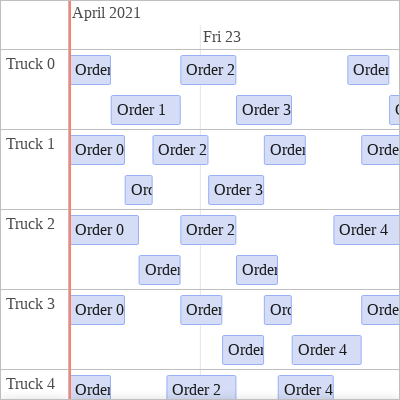 April 2021
Fri 23
Truck 0
Order Order 2 Order
Order 1 Order 3
Truck 1
Order 0 Order 2 Order Orde
Ord Order 3
Truck 2
Order 0 Order 2 Order 4
Order Order
Truck 3
Order 0 Order Ord Orde
Order Order 4
Truck 4
Order Order 2 Order 4